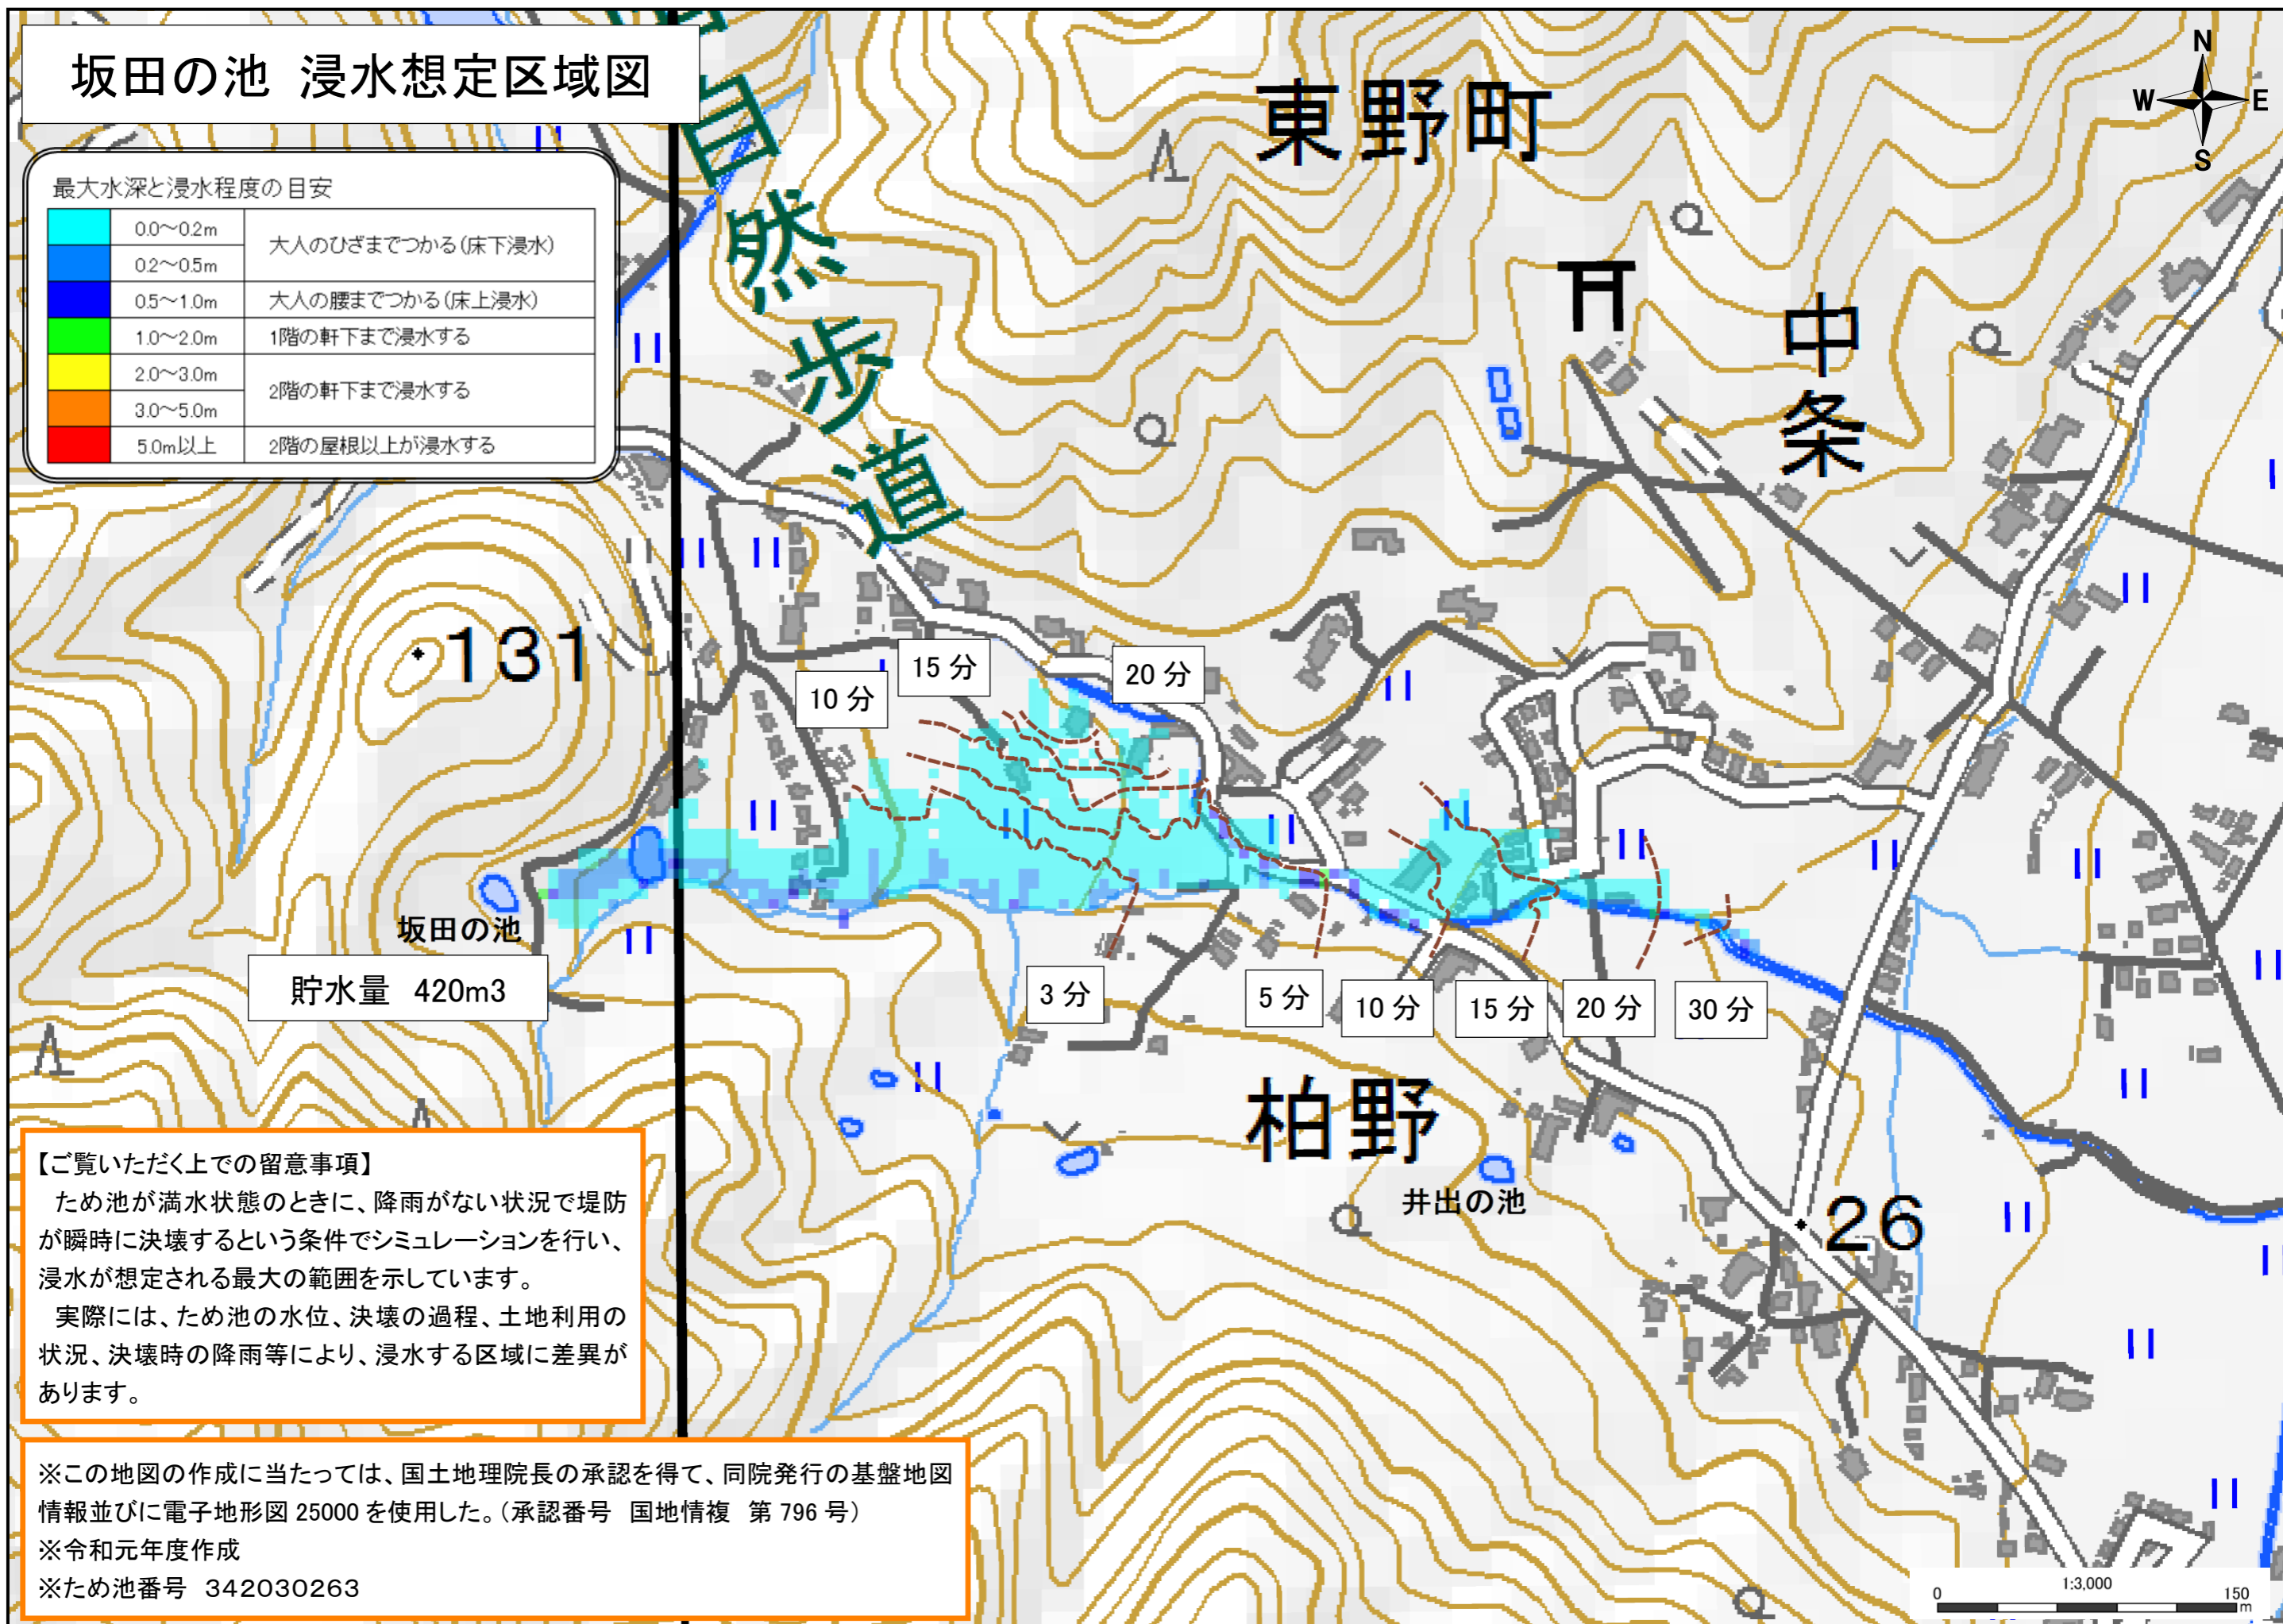 坂田の池 浸水想定区域図
最大水深と浸水程度の目安
0.0～0.2m
大人のひざまでつかる(床下浸水)
0.2～0.5m
0.5～1.0m 大人の腰までつかる(床上浸水)
1.0～2.0m 1階の軒下まで浸水する
2.0～3.0m
2階の軒下まで浸水する
3.0～5.0m
5.0m以上 2階の屋根以上が浸水する
自然歩道
東野町
N
W E
S
中条
131
10 分
15 分
20 分
坂田の池
貯水量 420m3
3 分
5 分
10 分
15 分
20 分
30 分
柏野
井出の池
26
【ご覧いただく上での留意事項】
ため池が満水状態のときに、降雨がない状況で堤防
が瞬時に決壊するという条件でシミュレーションを行い、
浸水が想定される最大の範囲を示しています。
実際には、ため池の水位、決壊の過程、土地利用の
状況、決壊時の降雨等により、浸水する区域に差異が
あります。
※この地図の作成に当たっては、国土地理院長の承認を得て、同院発行の基盤地図
情報並びに電子地形図 25000 を使用した。(承認番号 国地情複 第 796 号)
※令和元年度作成
※ため池番号 342030263
1:3,000
0 150
m